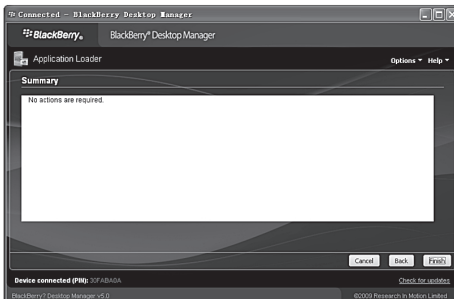 Connected - BlackBerry Desktop Manager
BlackBerry® BlackBerry® Desktop Manager
Application Loader Options Help
Summary
No actions are required.
Cancel Back Finish
Device connected (PIN): 30FABA0A Check for updates
BlackBerry? Desktop Manager v5.0 ©2009 Research In Motion Limited